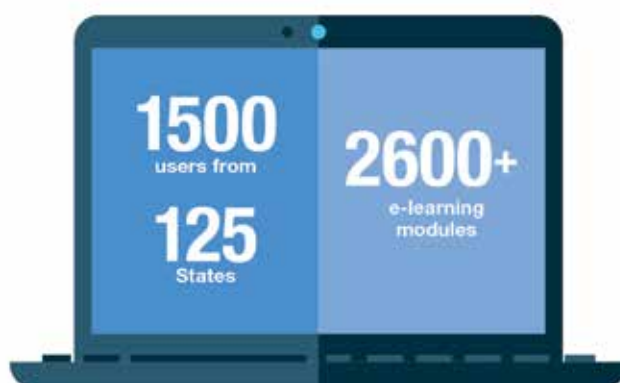 1500
users from
125
States
2600+
e-learning
modules